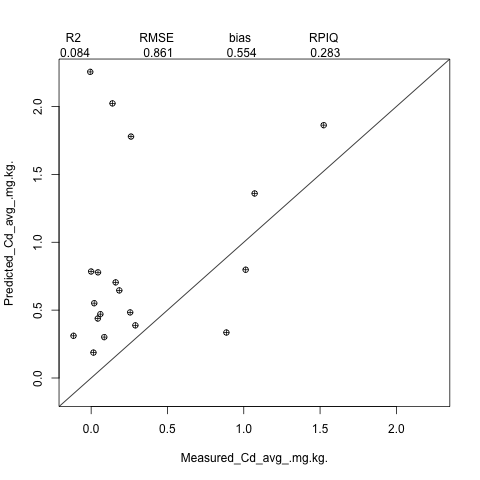 R2 RMSE bias RPIQ
0.084 0.861 0.554 0.283
Predicted_Cd_avg_.mg.kg.
2.0
1.5
1.0
0.5
0.0
0.0 0.5 1.0 1.5 2.0
Measured_Cd_avg_.mg.kg.